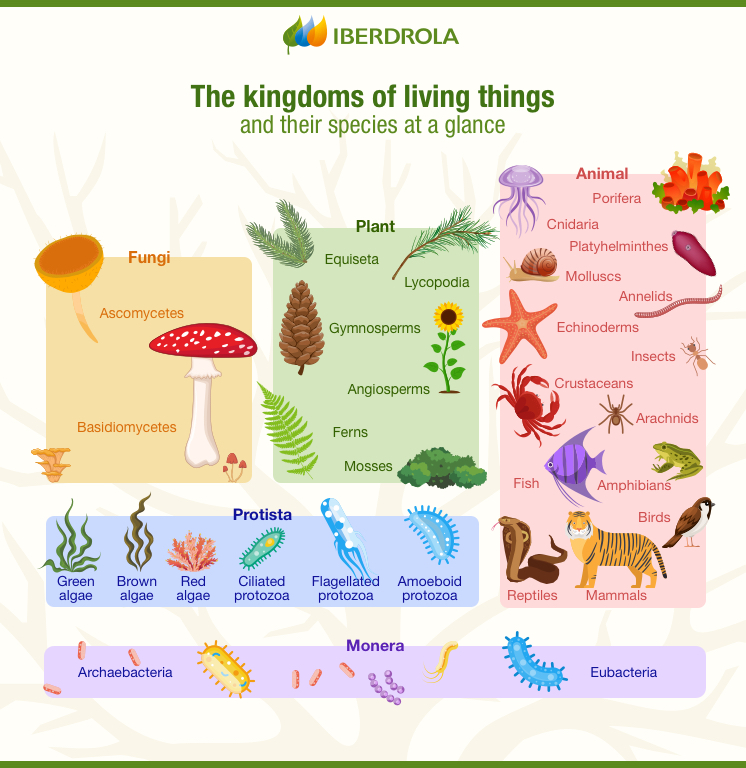 IBERDROLA
The kingdoms of living things
and their species at a glance
Fungi
Ascomycetes
Basidiomycetes
Plant
Equiseta
Lycopodia
Gymnosperms
Angiosperms
Ferns
Mosses
Animal
Porifera
Cnidaria
Platyhelminthes
Molluscs
Annelids
Echinoderms
Insects
Crustaceans
Arachnids
Fish
Amphibians
Birds
Reptiles
Mammals
Protista
Green
algae
Brown
algae
Red
algae
Ciliated
protozoa
Flagellated
protozoa
Amoeboid
protozoa
Monera
Archaebacteria
Eubacteria